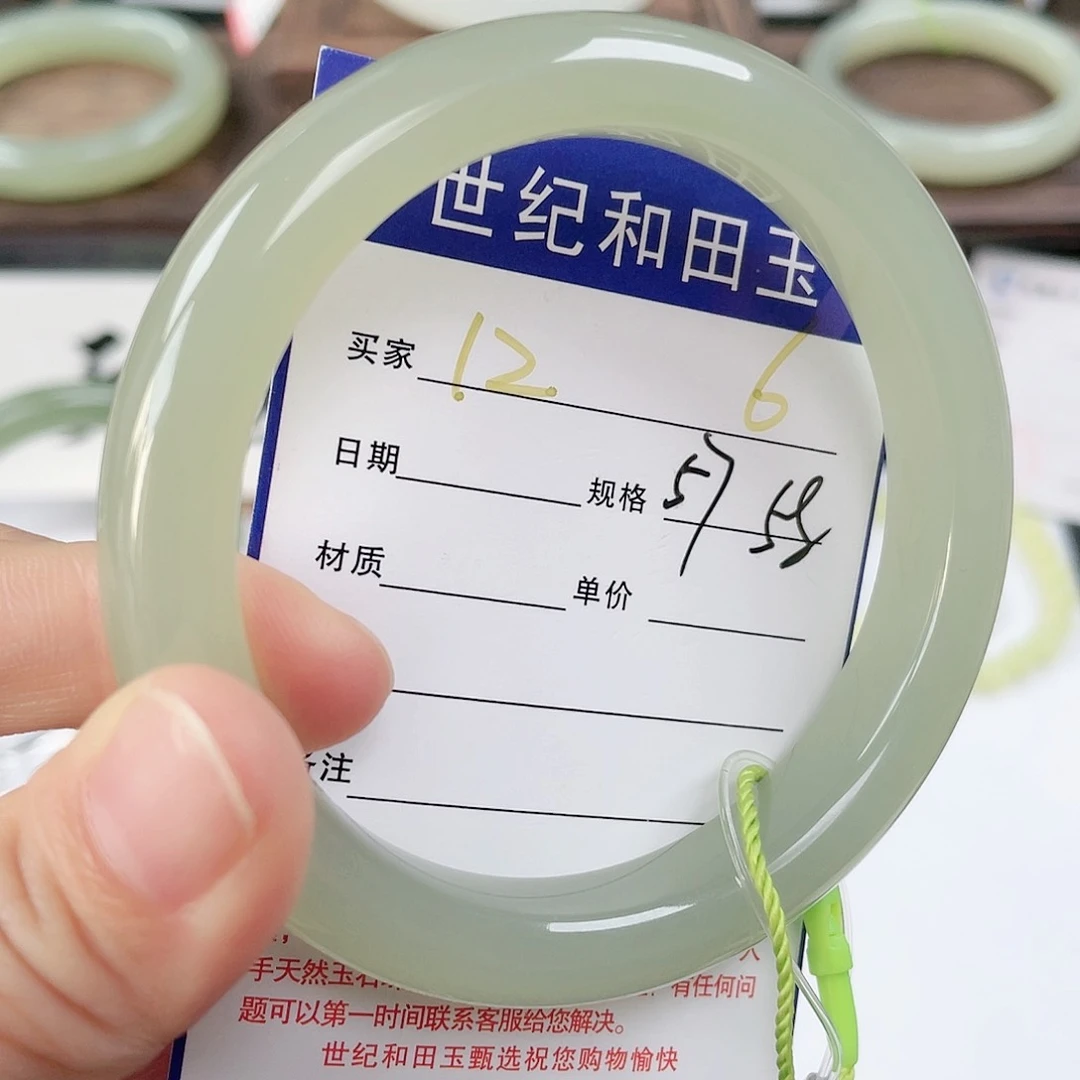 世纪和田玉
买家 12. 6
日期 规格 57
材质 单价
注
手天然玉石 有任何问
题可以第一时间联系客服给您解决。
世纪和田玉甄选祝您购物愉快